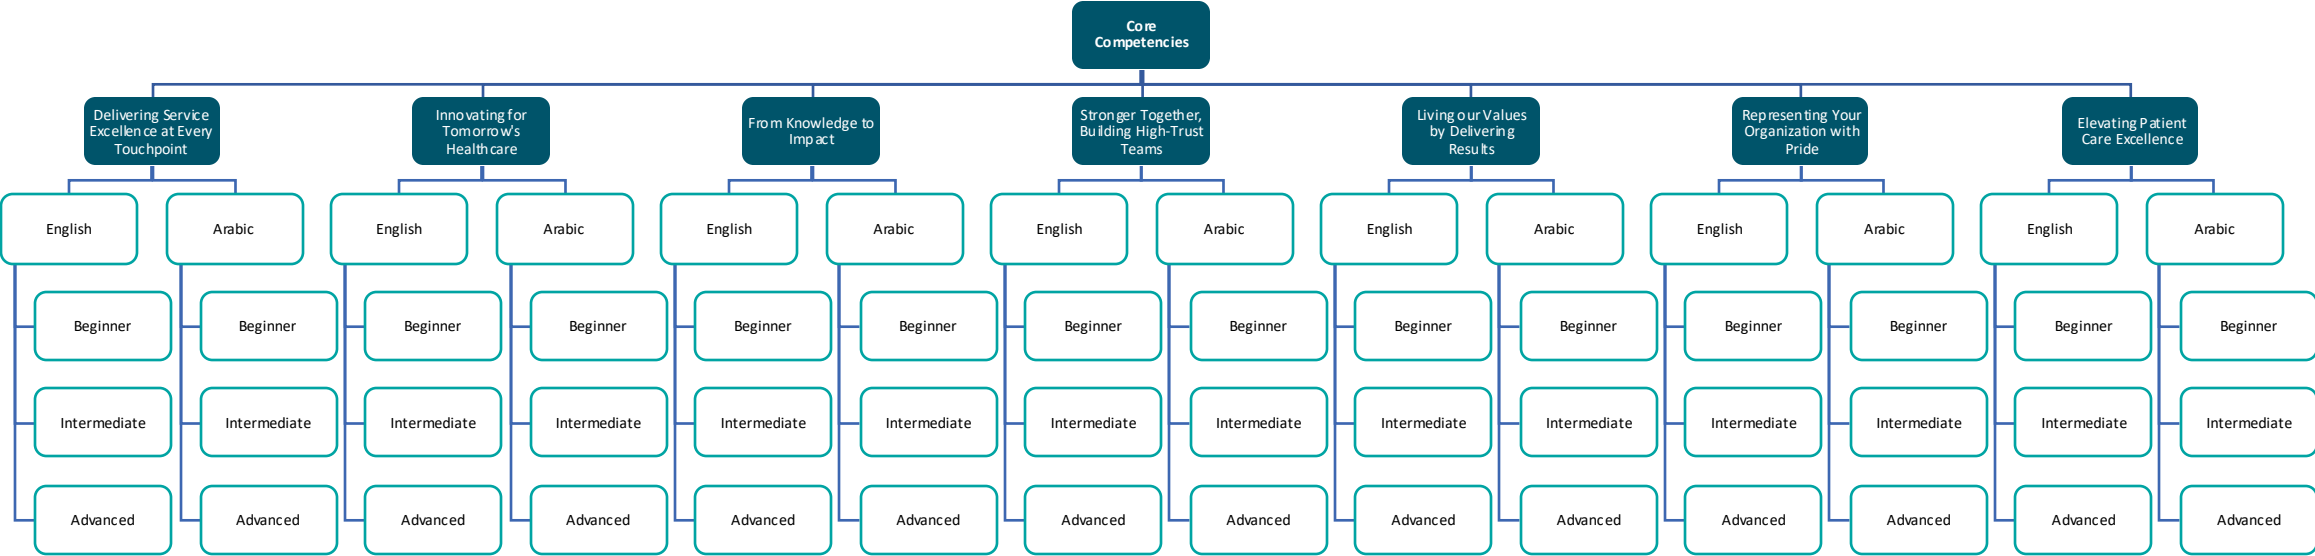 Core
Competencies
Delivering Service
Excellence at Every
Touchpoint
Innovating for
Tomorrow's
Healthcare
From Knowledge to
Impact
Stronger Together,
Building High-Trust
Teams
Living our Values
by Delivering
Results
Representing Your
Organization with
Pride
Elevating Patient
Care Excellence
English
Arabic
English
Arabic
English
Arabic
English
Arabic
English
Arabic
English
Arabic
English
Arabic
Beginner
Beginner
Beginner
Beginner
Beginner
Beginner
Beginner
Beginner
Beginner
Beginner
Beginner
Beginner
Beginner
Beginner
Intermediate
Intermediate
Intermediate
Intermediate
Intermediate
Intermediate
Intermediate
Intermediate
Intermediate
Intermediate
Intermediate
Intermediate
Intermediate
Intermediate
Advanced
Advanced
Advanced
Advanced
Advanced
Advanced
Advanced
Advanced
Advanced
Advanced
Advanced
Advanced
Advanced
Advanced